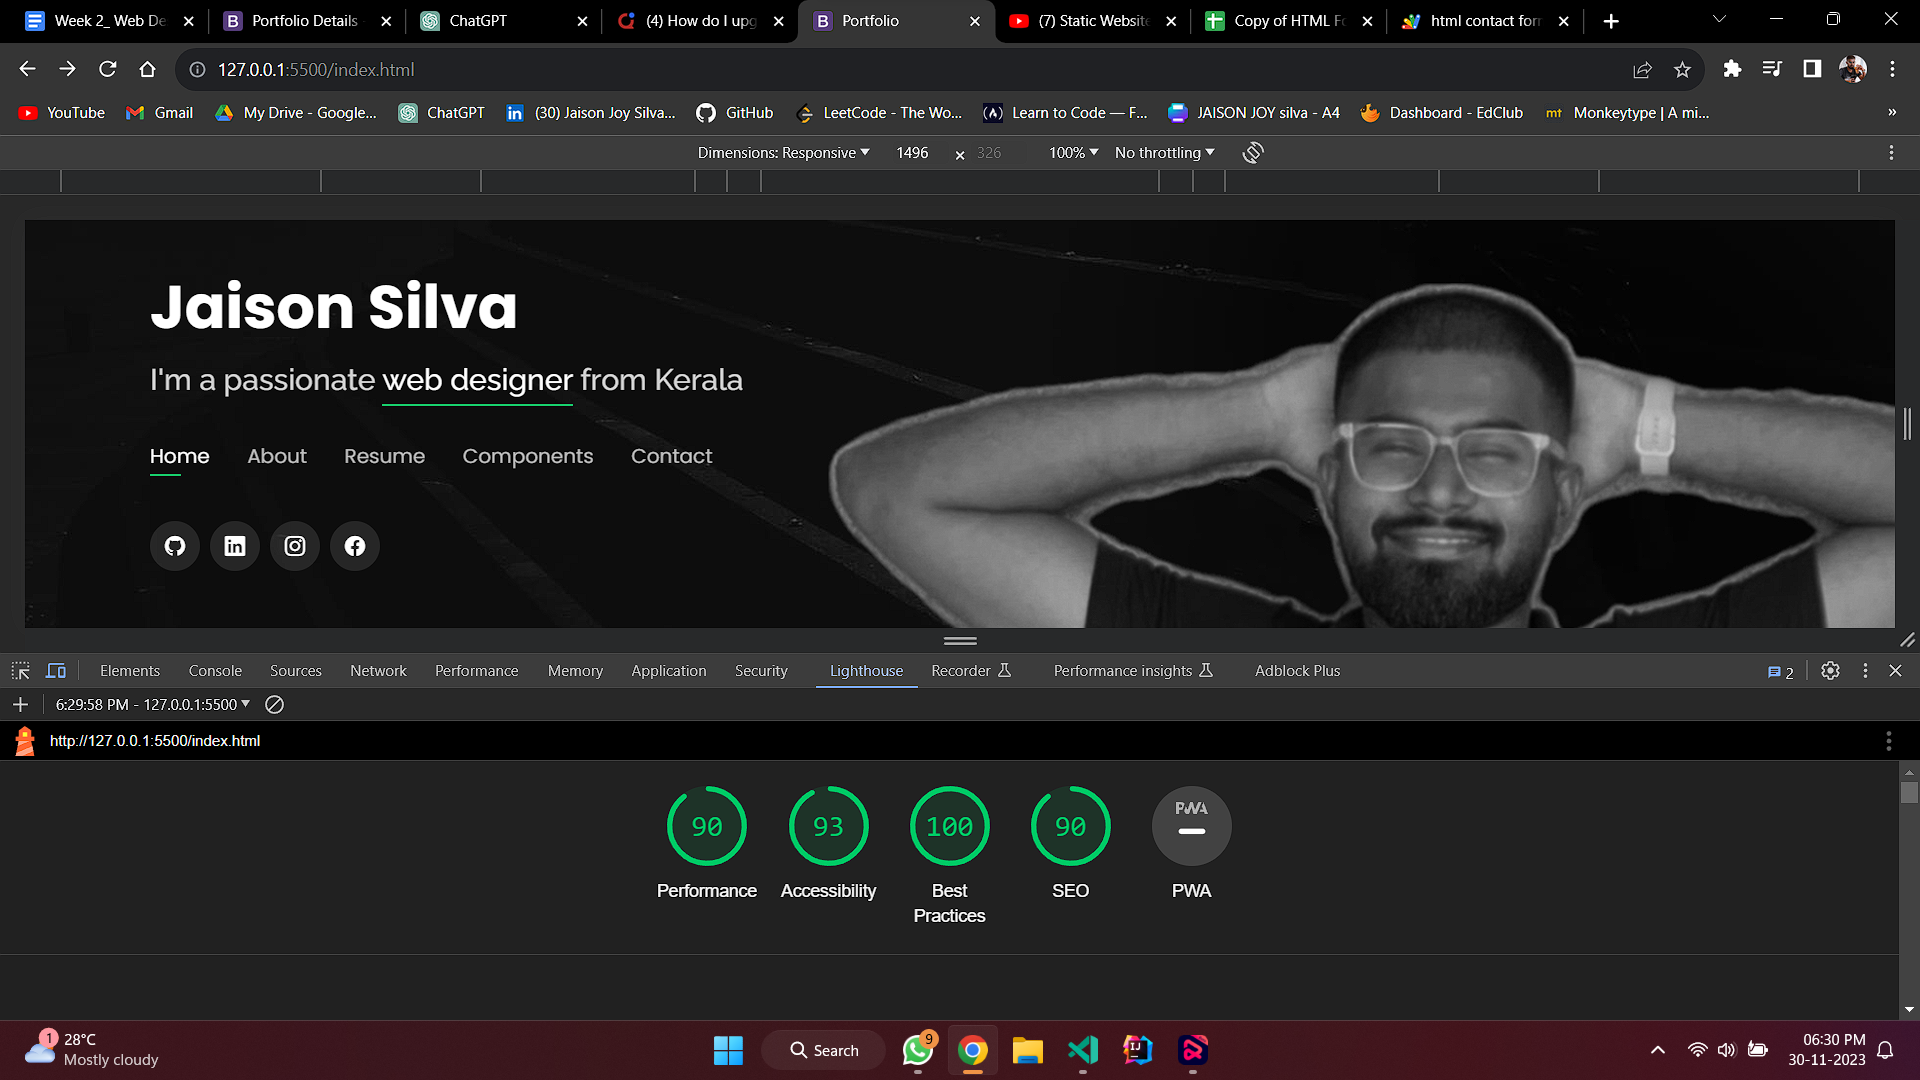 Week 2_ Web De
Portfolio Details
ChatGPT
(4) How do I upg
Portfolio
(7) Static Website
Copy of HTML Fo
html contact for
127.0.0.1:5500/index.html
YouTube
Gmail
My Drive - Google...
ChatGPT
(30) Jaison Joy Silva...
GitHub
LeetCode - The Wo...
Learn to Code — F...
JAISON JOY silva - A4
Dashboard - EdClub
mt
Monkeytype | A mi...
»
Dimensions: Responsive
1496
×
326
100%
No throttling
Jaison Silva
I'm a passionate web designer from Kerala
Home
About
Resume
Components
Contact
Elements
Console
Sources
Network
Performance
Memory
Application
Security
Lighthouse
Recorder
Performance insights
Adblock Plus
2
6:29:58 PM - 127.0.0.1:5500
http://127.0.0.1:5500/index.html
90
93
100
90
PWA
Performance
Accessibility
Best
Practices
SEO
PWA
1
28°C
Mostly cloudy
Search
9
IJ
06:30 PM
30-11-2023